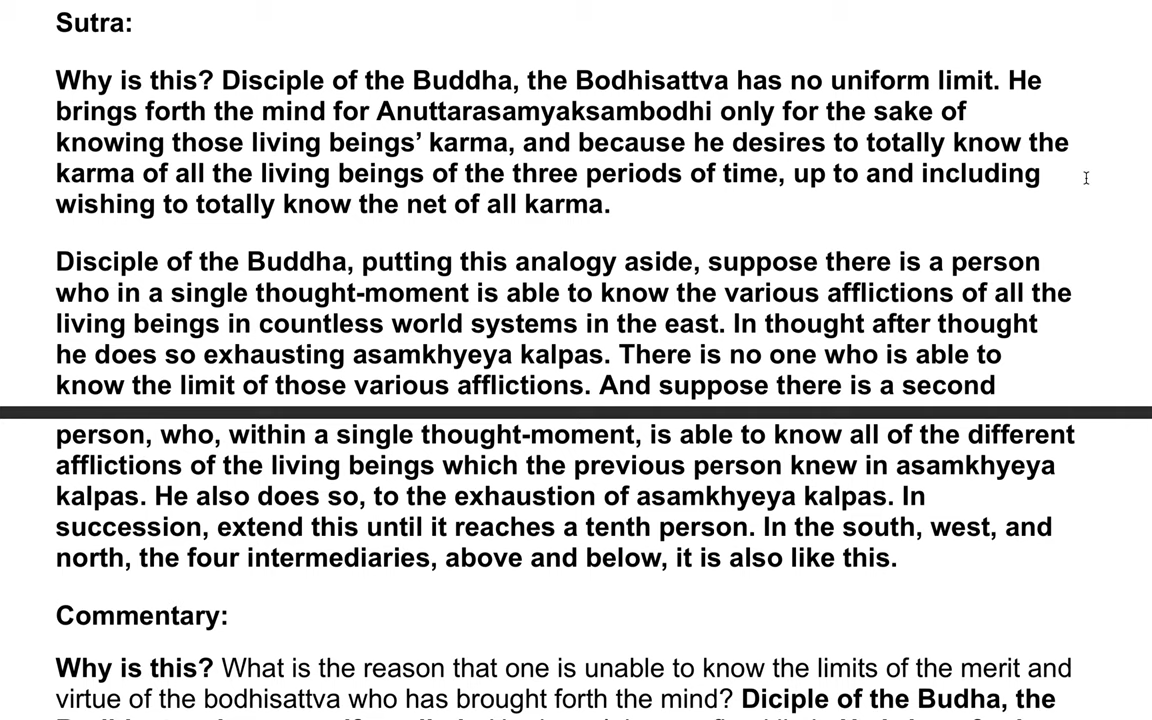 Sutra:
Why is this? Disciple of the Buddha, the Bodhisattva has no uniform limit. He
brings forth the mind for Anuttarasamyaksambodhi only for the sake of
knowing those living beings’ karma, and because he desires to totally know the
karma of all the living beings of the three periods of time, up to and including
wishing to totally know the net of all karma.
Disciple of the Buddha, putting this analogy aside, suppose there is a person
who in a single thought-moment is able to know the various afflictions of all the
living beings in countless world systems in the east. In thought after thought
he does so exhausting asamkhyeya kalpas. There is no one who is able to
know the limit of those various afflictions. And suppose there is a second
person, who, within a single thought-moment, is able to know all of the different
afflictions of the living beings which the previous person knew in asamkhyeya
kalpas. He also does so, to the exhaustion of asamkhyeya kalpas. In
succession, extend this until it reaches a tenth person. In the south, west, and
north, the four intermediaries, above and below, it is also like this.
Commentary:
Why is this? What is the reason that one is unable to know the limits of the merit and
virtue of the bodhisattva who has brought forth the mind? Diciple of the Budha, the